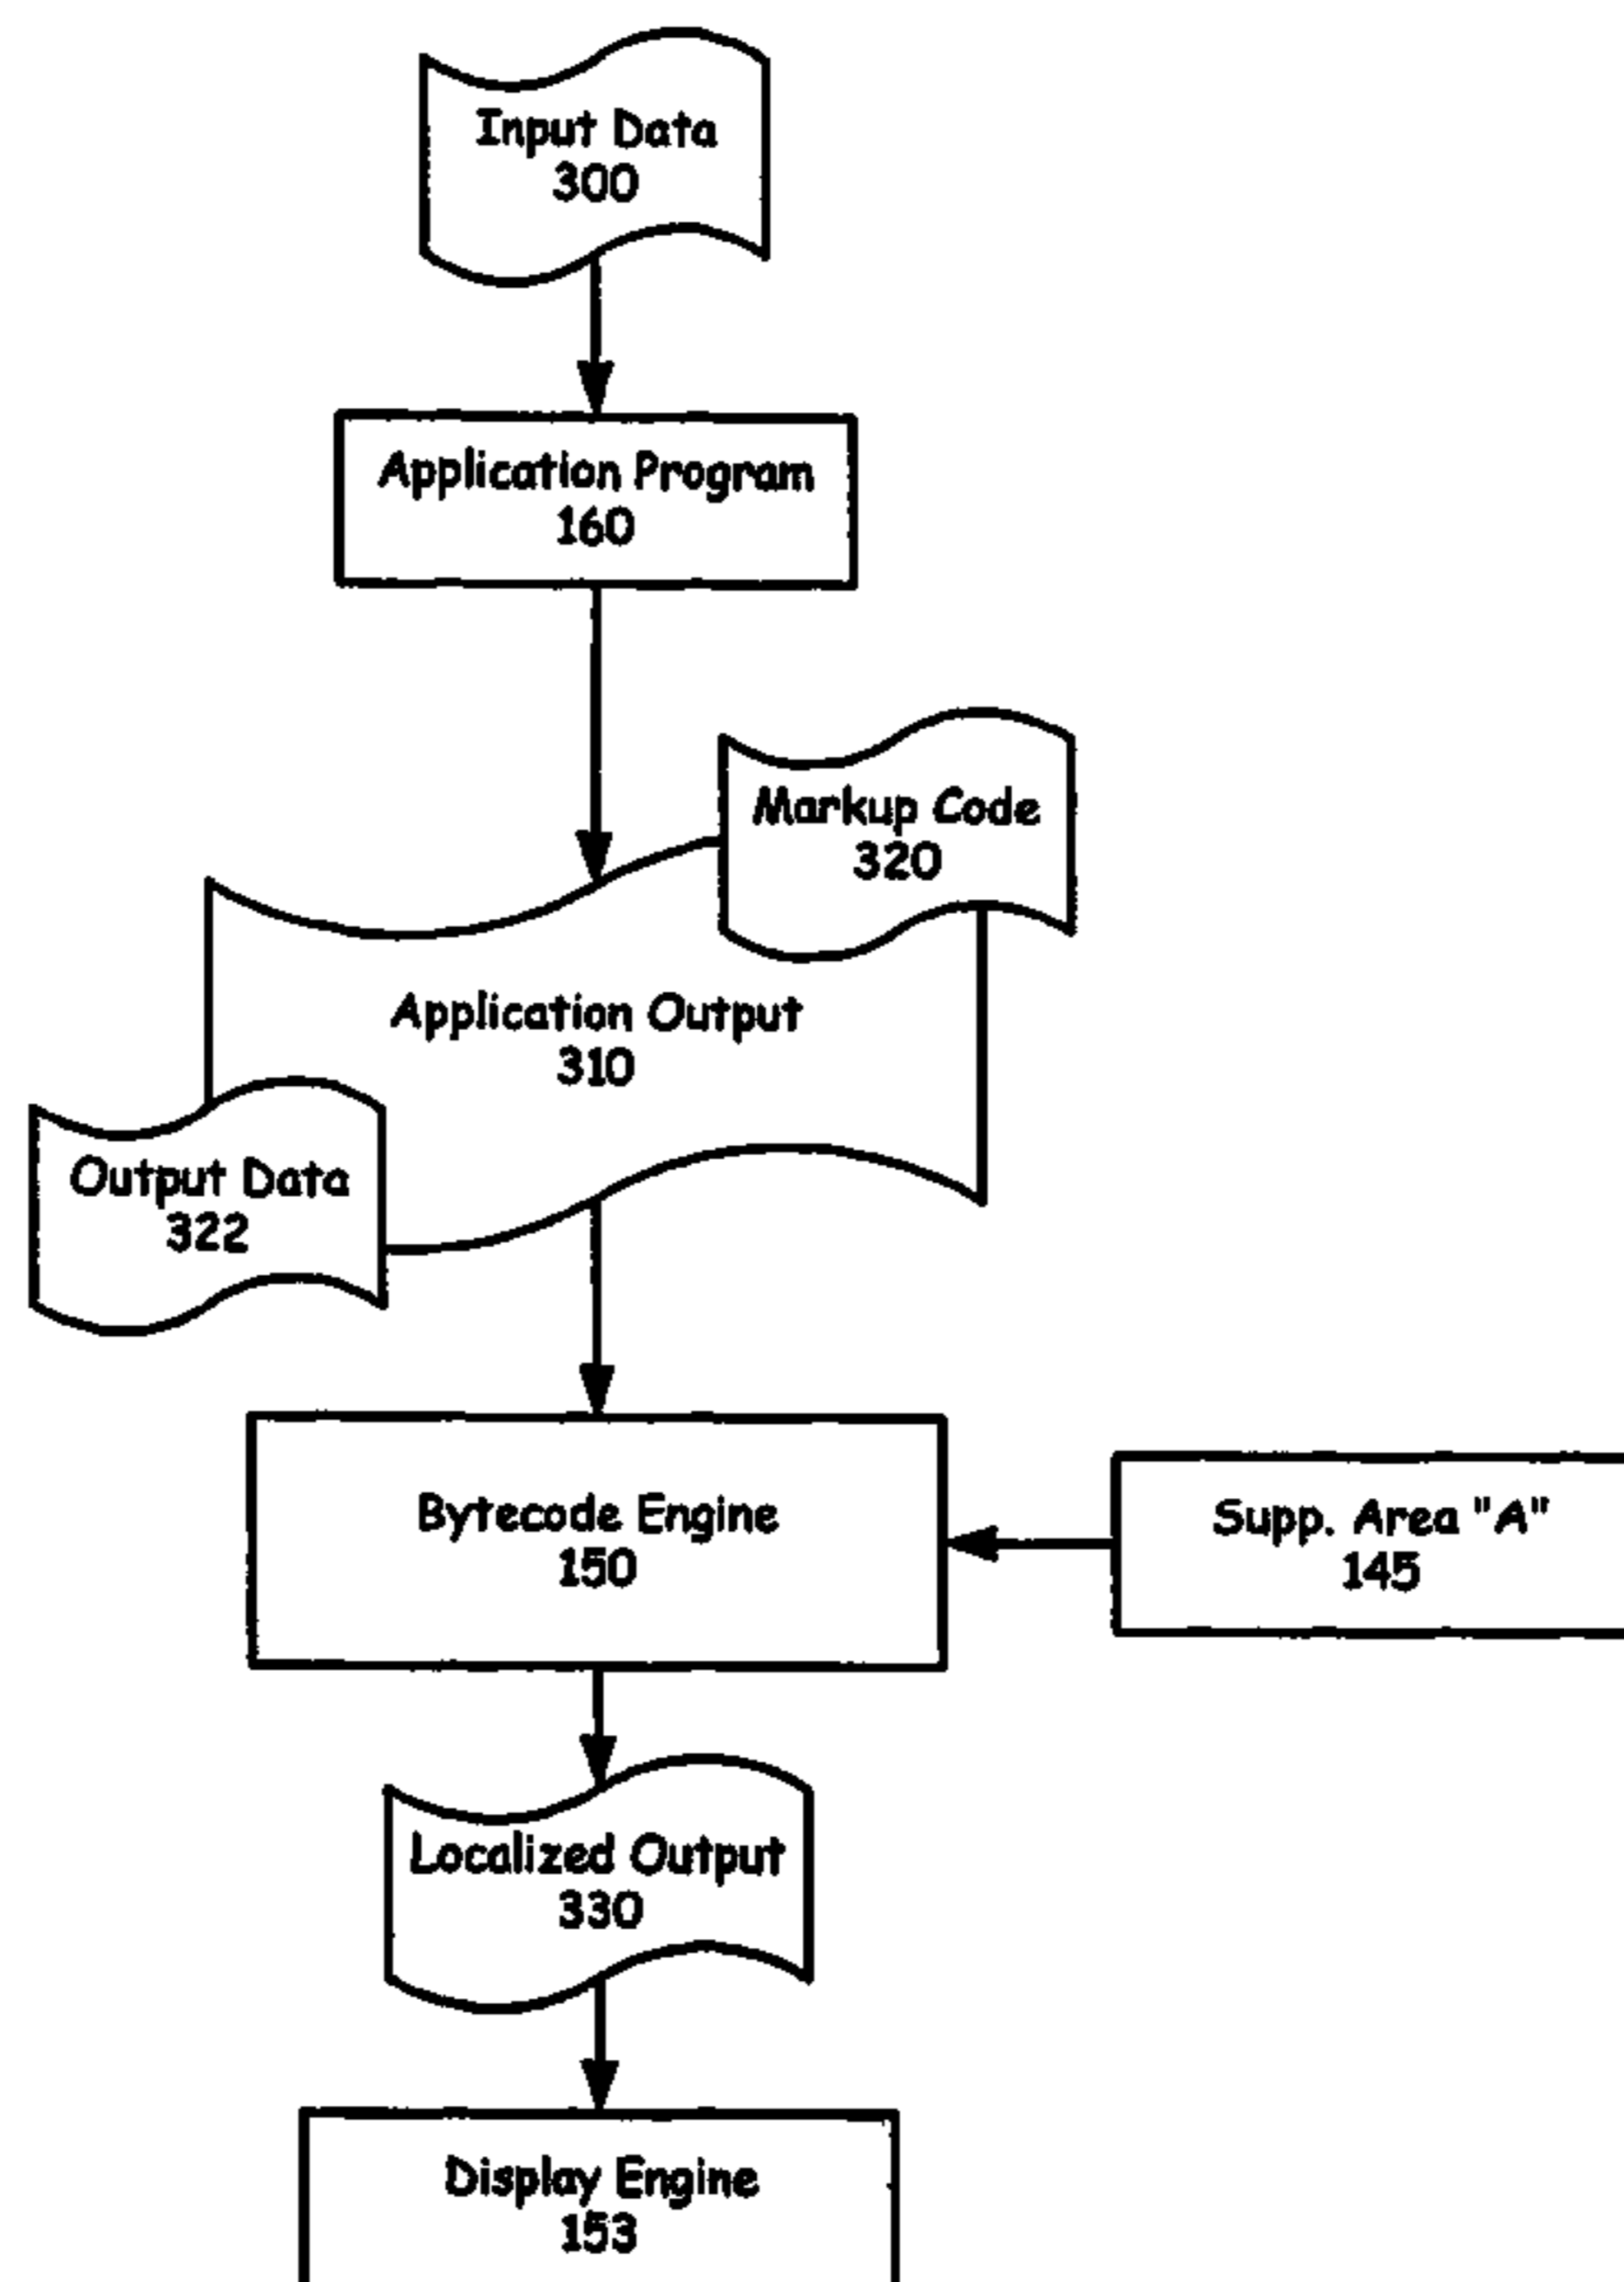 Input Data
300
Application Program
160
Markup Code
320
Application Output
310
Output Data
322
Bytecode Engine
150
Supp. Area "A"
145
Localized Output
330
Display Engine
153